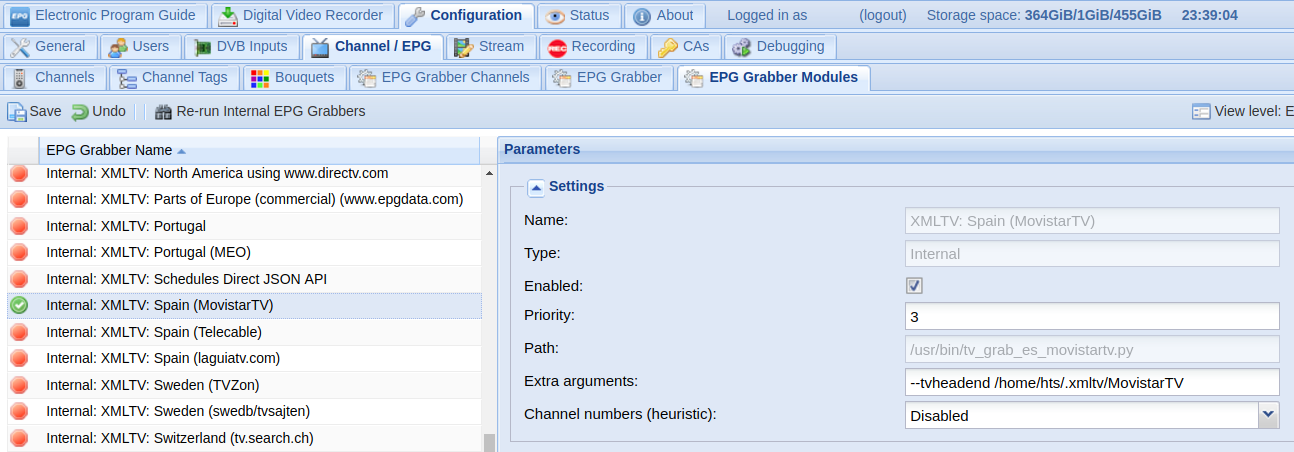 EPG Electronic Program Guide Digital Video Recorder Configuration Status About Logged in as (logout) Storage space: 364GiB/1GiB/455GiB 23:39:04
General Users DVB Inputs Channel / EPG Stream REC Recording CAs Debugging
Channels Channel Tags Bouquets EPG Grabber Channels EPG Grabber EPG Grabber Modules
Save Undo Re-run Internal EPG Grabbers View level: E
EPG Grabber Name
Internal: XMLTV: North America using www.directv.com
Internal: XMLTV: Parts of Europe (commercial) (www.epgdata.com)
Internal: XMLTV: Portugal
Internal: XMLTV: Portugal (MEO)
Internal: XMLTV: Schedules Direct JSON API
Internal: XMLTV: Spain (MovistarTV)
Internal: XMLTV: Spain (Telecable)
Internal: XMLTV: Spain (laguiatv.com)
Internal: XMLTV: Sweden (TVZon)
Internal: XMLTV: Sweden (swedb/tvsajten)
Internal: XMLTV: Switzerland (tv.search.ch)
Parameters
Settings
Name: XMLTV: Spain (MovistarTV)
Type: Internal
Enabled:
Priority: 3
Path: /usr/bin/tv_grab_es_movistartv.py
Extra arguments: --tvheadend /home/hts/.xmltv/MovistarTV
Channel numbers (heuristic): Disabled